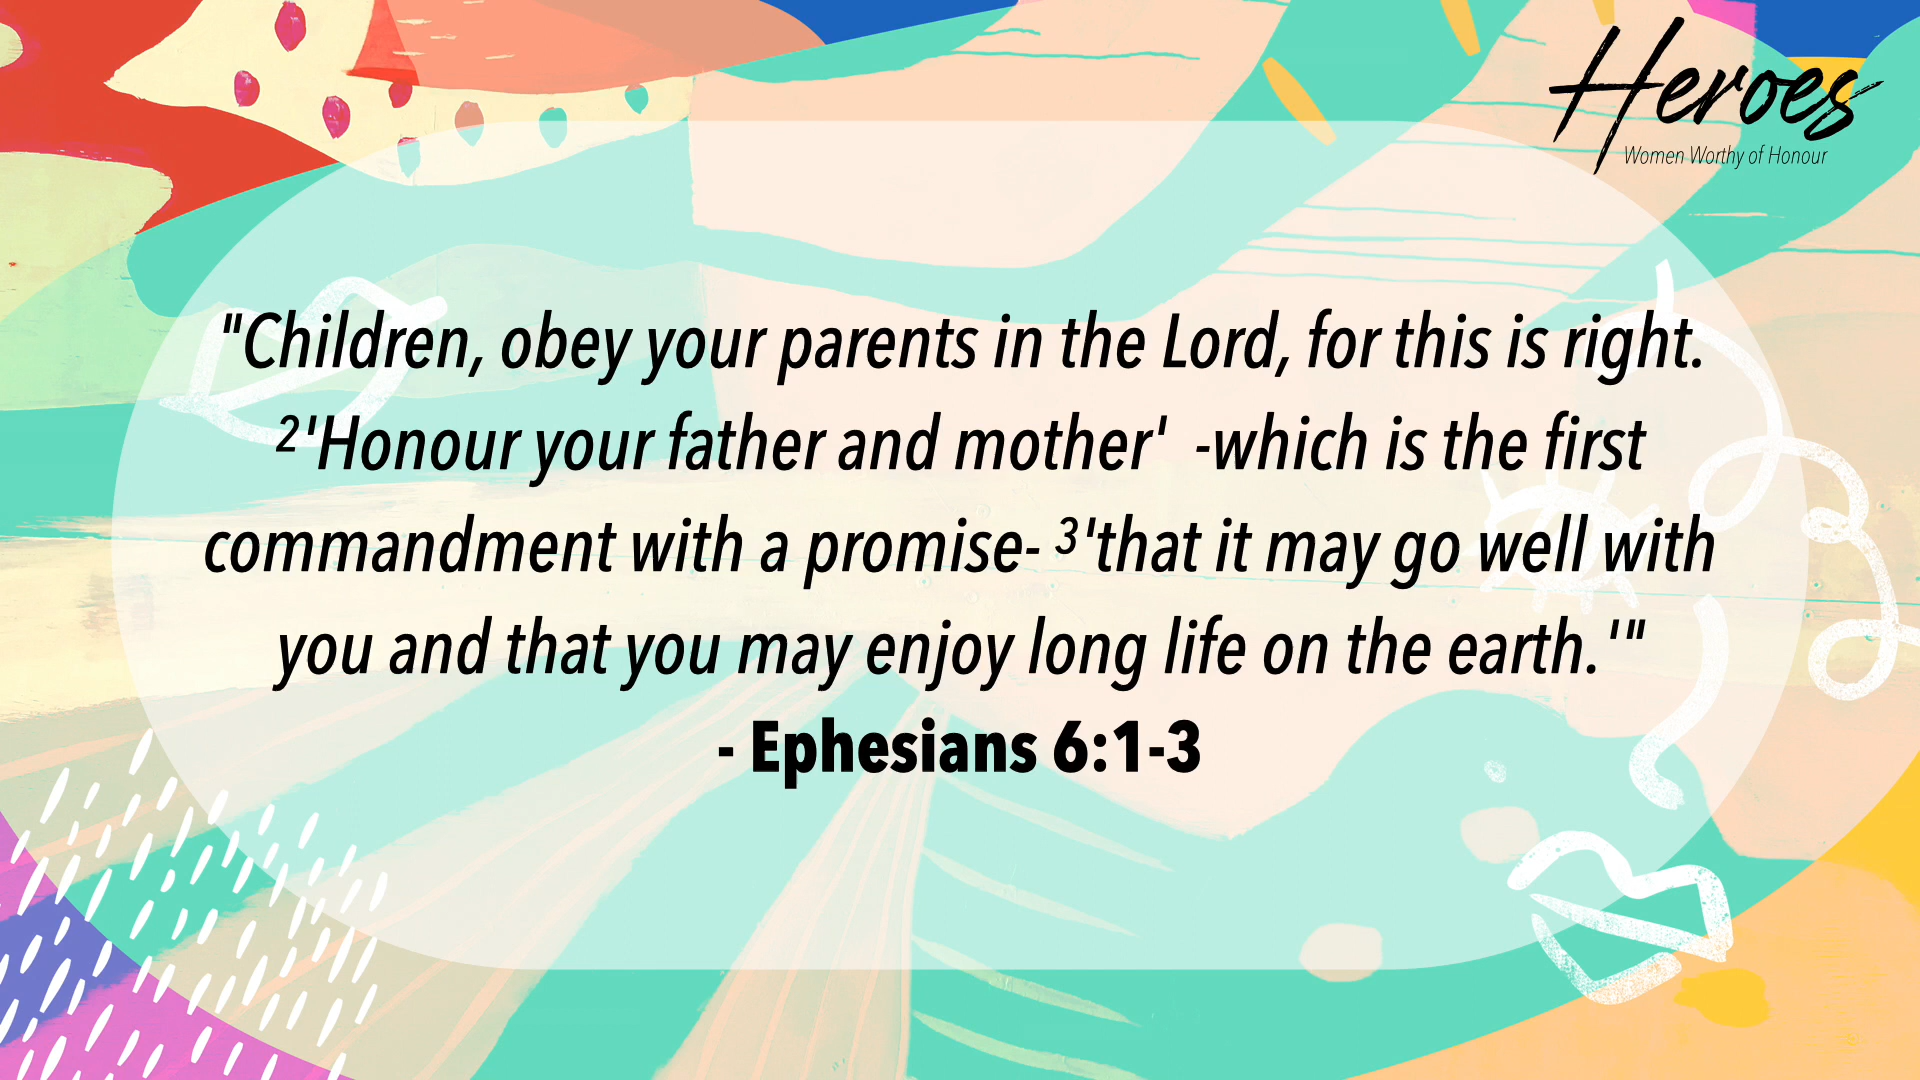 Heroes
Women Worthy of Honour
"Children, obey your parents in the Lord, for this is right.
²'Honour your father and mother'  -which is the first
commandment with a promise- ³'that it may go well with
you and that you may enjoy long life on the earth.'"
- Ephesians 6:1-3